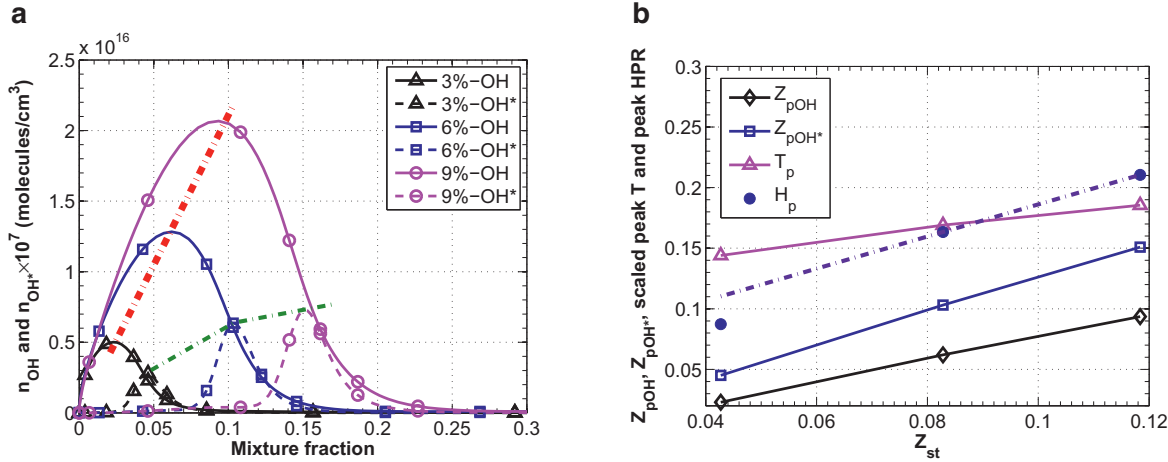 a
× 10^16
2.5
2
1.5
1
0.5
0
n_OH and n_OH*×10^7 (molecules/cm^3)
3%−OH
3%−OH*
6%−OH
6%−OH*
9%−OH
9%−OH*
0 0.05 0.1 0.15 0.2 0.25 0.3
Mixture fraction
b
0.3
0.25
0.2
0.15
0.1
0.05
Z_pOH, Z_pOH*, scaled peak T and peak HPR
Z_pOH
Z_pOH*
T_p
H_p
0.04 0.06 0.08 0.1 0.12
Z_st